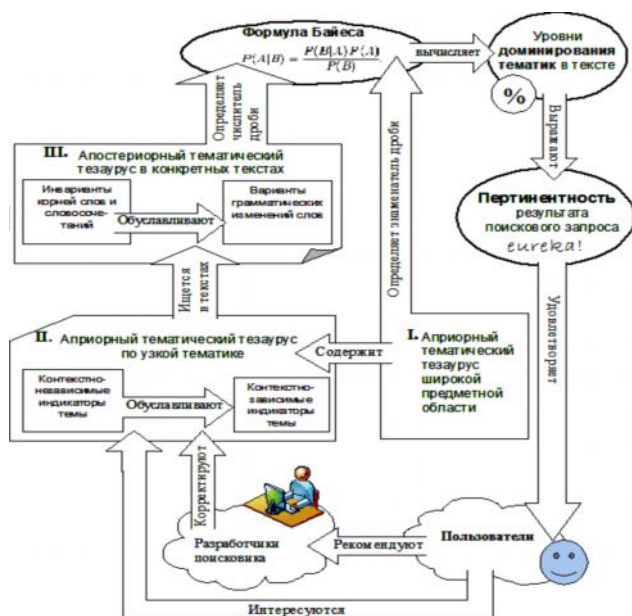 Формула Байеса
P(A|B) = P(B|A) P(A)
P(B)
вычисляет
Уровни
доминирования
тематик в тексте
%
Выражают
Пертинентность
результата
поискового запроса
eureka!
Удовлетворяет
Определяет
числитель
дроби
Определяет знаменатель дроби
III. Апостериорный тематический
тезаурус в конкретных текстах
Инварианты
корней слов и
словосоче-
таний
Обуславливают
Варианты
грамматических
изменений слов
Ищется
в текстах
II. Априорный тематический тезаурус
по узкой тематике
Контекстно-
независимые
индикаторы
темы
Обуславливают
Контекстно-
зависимые
индикаторы
темы
Содержит
I. Априорный
тематический
тезаурус
широкой
предметной
области
Корректируют
Разработчики
поисковика
Рекомендуют
Пользователи
Интересуются